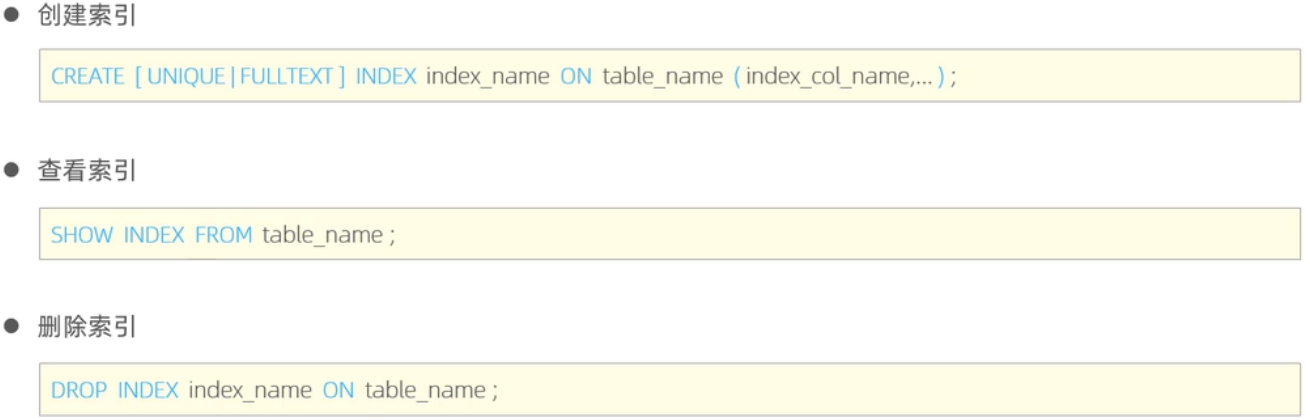 ● 创建索引
CREATE [ UNIQUE | FULLTEXT ] INDEX index_name ON table_name ( index_col_name,... ) ;
● 查看索引
SHOW INDEX FROM table_name ;
● 删除索引
DROP INDEX index_name ON table_name ;